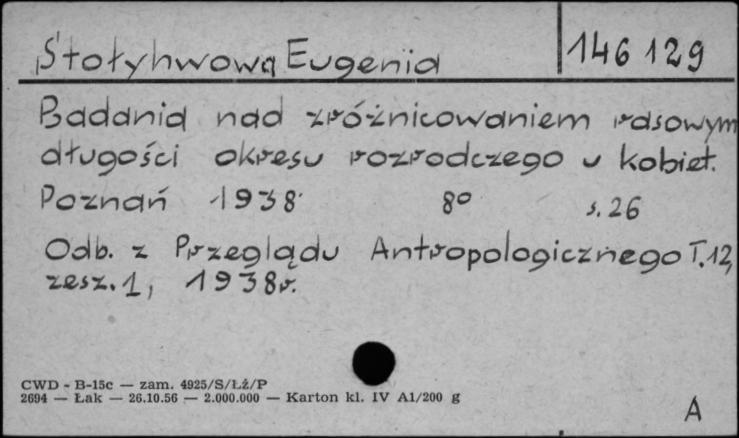 Stołyhwowa Eugenia 146 129
Badania nad zróżnicowaniem rasowym
długości okresu rozrodczego u kobiet.
Poznań 1938 8° s. 26
Odb. z Przeglądu Antropologicznego T.12,
zesz.1, 1938r.
CWD - B-15c — zam. 4925/S/Łź/P
2694 — Łak — 26.10.56 — 2.000.000 — Karton kl. IV A1/200 g
A